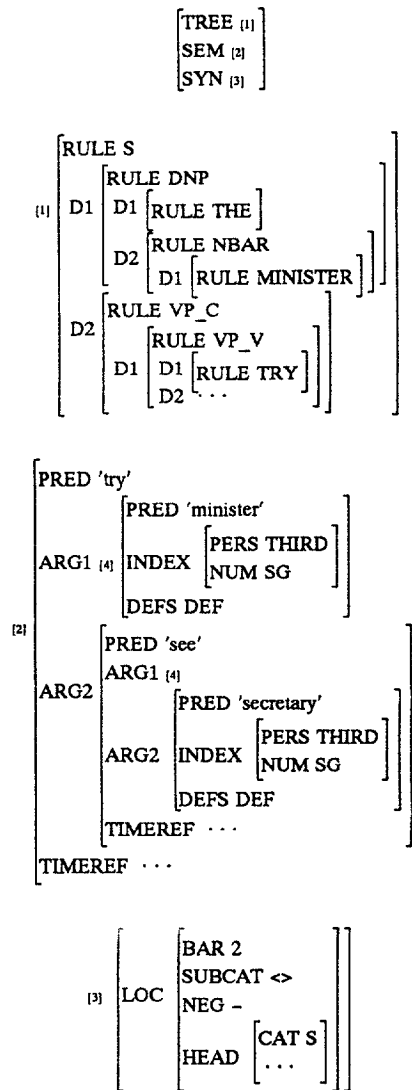 TREE [1]
SEM [2]
SYN [3]
RULE S
RULE DNP
[1] D1 D1 RULE THE
RULE NBAR
D2
D1 RULE MINISTER
RULE VP_C
D2
RULE VP_V
D1 D1 RULE TRY
D2 . . .
PRED 'try'
PRED 'minister'
ARG1 [4] INDEX PERS THIRD
NUM SG
DEFS DEF
[2]
PRED 'see'
ARG1 [4]
ARG2
PRED 'secretary'
ARG2 INDEX PERS THIRD
NUM SG
DEFS DEF
TIMEREF . . .
TIMEREF . . .
BAR 2
SUBCAT <>
[3] LOC
NEG –
HEAD CAT S
. . .